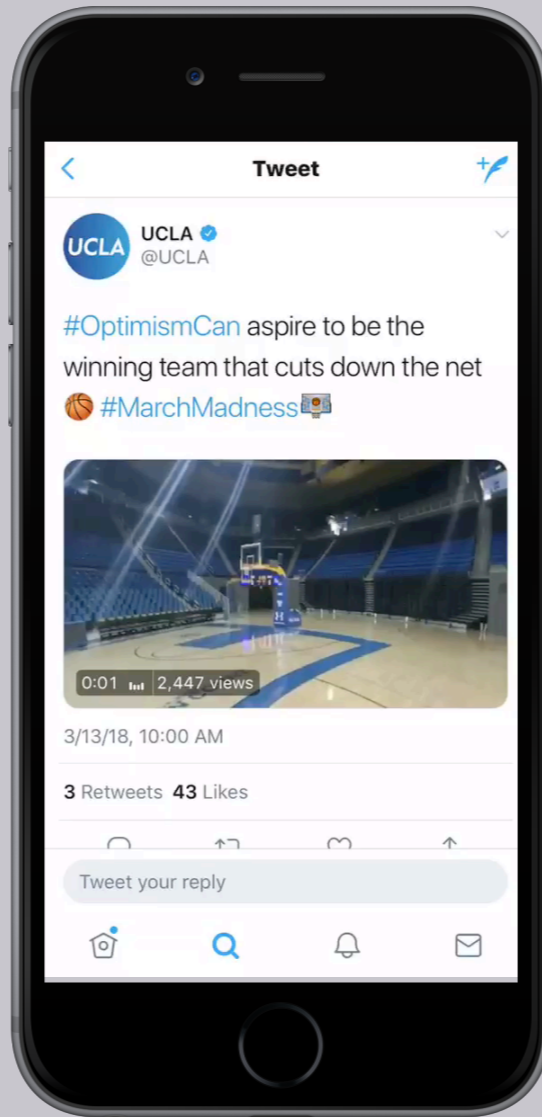 Tweet
UCLA
UCLA
@UCLA
#OptimismCan aspire to be the
winning team that cuts down the net
🏀 #MarchMadness
0:01 2,447 views
3/13/18, 10:00 AM
3 Retweets 43 Likes
Tweet your reply